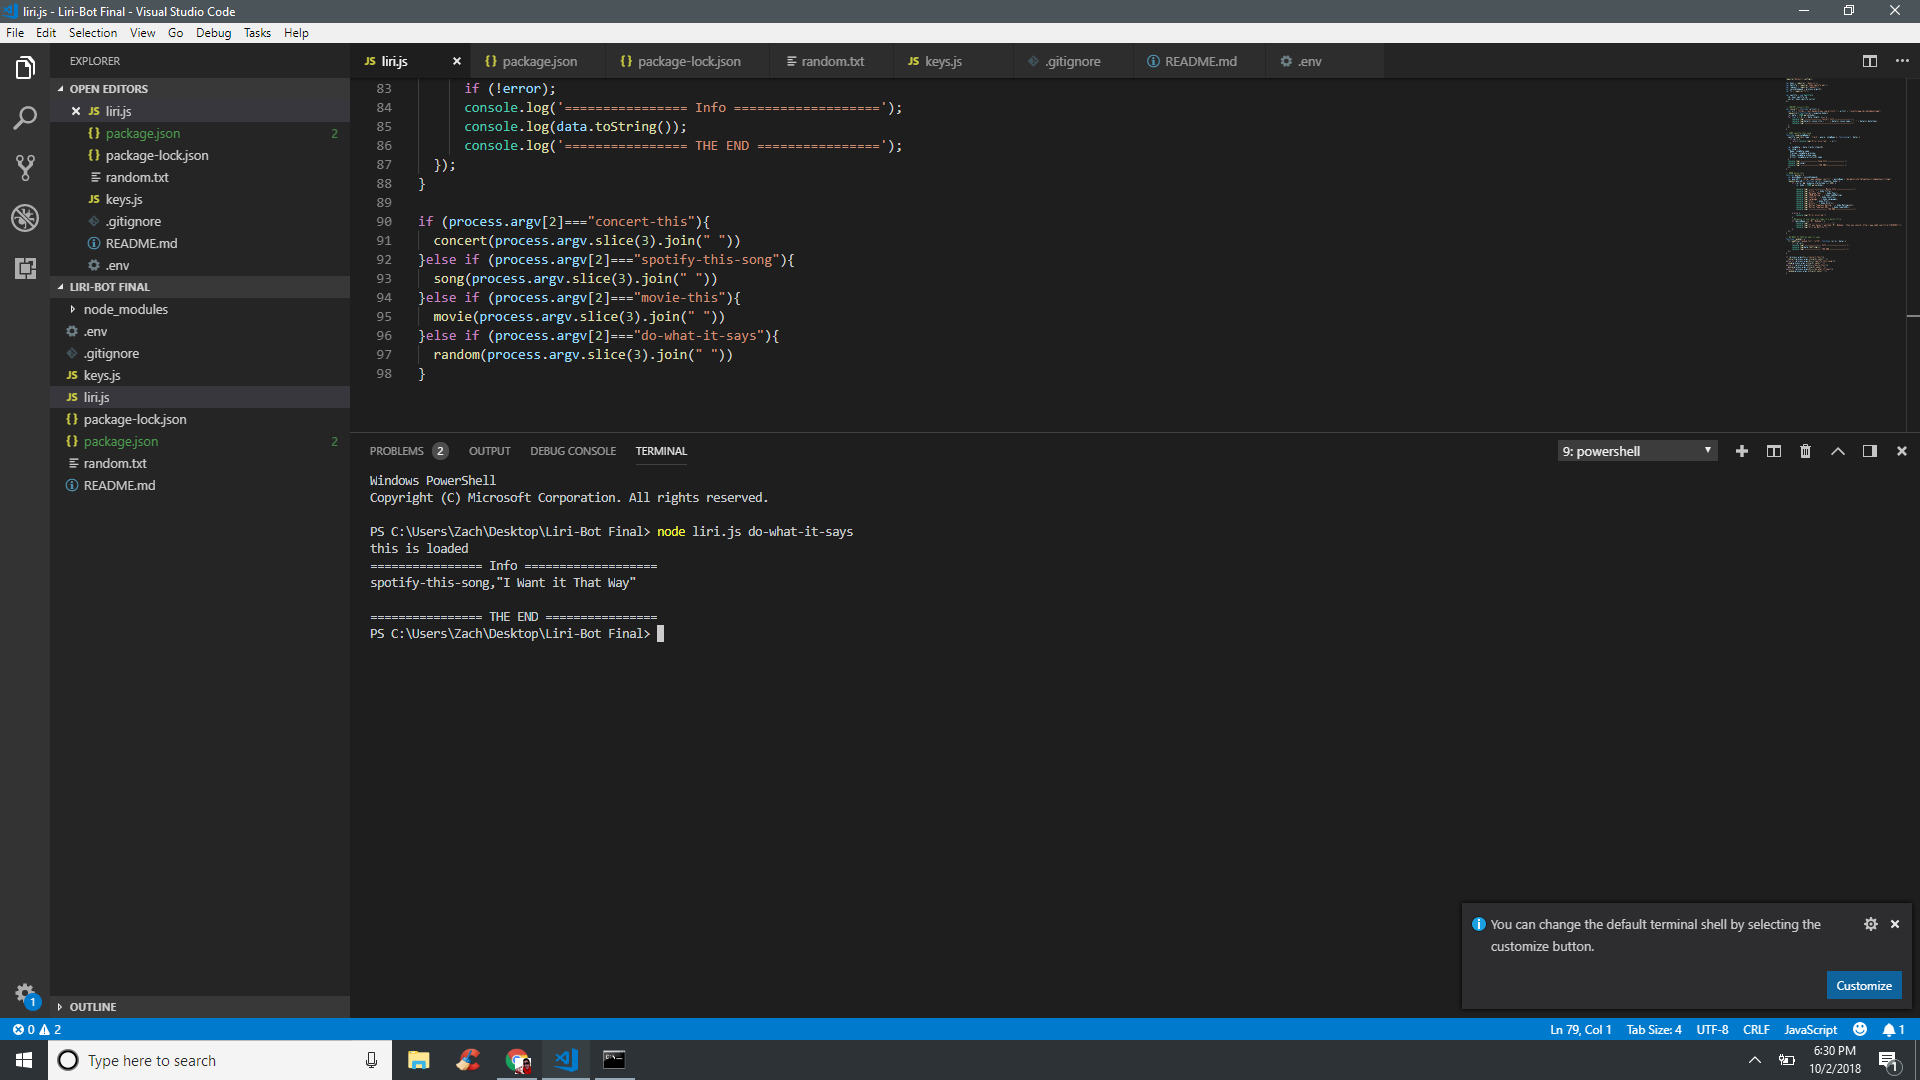 liri.js - Liri-Bot Final - Visual Studio Code
File Edit Selection View Go Debug Tasks Help
EXPLORER
OPEN EDITORS
JS liri.js
{} package.json 2
{} package-lock.json
random.txt
JS keys.js
.gitignore
README.md
.env
LIRI-BOT FINAL
node_modules
.env
.gitignore
JS keys.js
JS liri.js
{} package-lock.json
{} package.json 2
random.txt
README.md
OUTLINE
JS liri.js {} package.json {} package-lock.json random.txt JS keys.js .gitignore README.md .env
83 if (!error);
84 console.log('================ Info ===================');
85 console.log(data.toString());
86 console.log('================ THE END ================');
87 });
88 }
89
90 if (process.argv[2]==="concert-this"){
91 concert(process.argv.slice(3).join(" "))
92 }else if (process.argv[2]==="spotify-this-song"){
93 song(process.argv.slice(3).join(" "))
94 }else if (process.argv[2]==="movie-this"){
95 movie(process.argv.slice(3).join(" "))
96 }else if (process.argv[2]==="do-what-it-says"){
97 random(process.argv.slice(3).join(" "))
98 }
PROBLEMS 2 OUTPUT DEBUG CONSOLE TERMINAL 9: powershell
Windows PowerShell
Copyright (C) Microsoft Corporation. All rights reserved.
PS C:\Users\Zach\Desktop\Liri-Bot Final> node liri.js do-what-it-says
this is loaded
================ Info ===================
spotify-this-song,"I Want it That Way"
================ THE END ================
PS C:\Users\Zach\Desktop\Liri-Bot Final>
You can change the default terminal shell by selecting the
customize button.
Customize
1
0 2 Ln 79, Col 1 Tab Size: 4 UTF-8 CRLF JavaScript 1
Type here to search
6:30 PM
10/2/2018
1